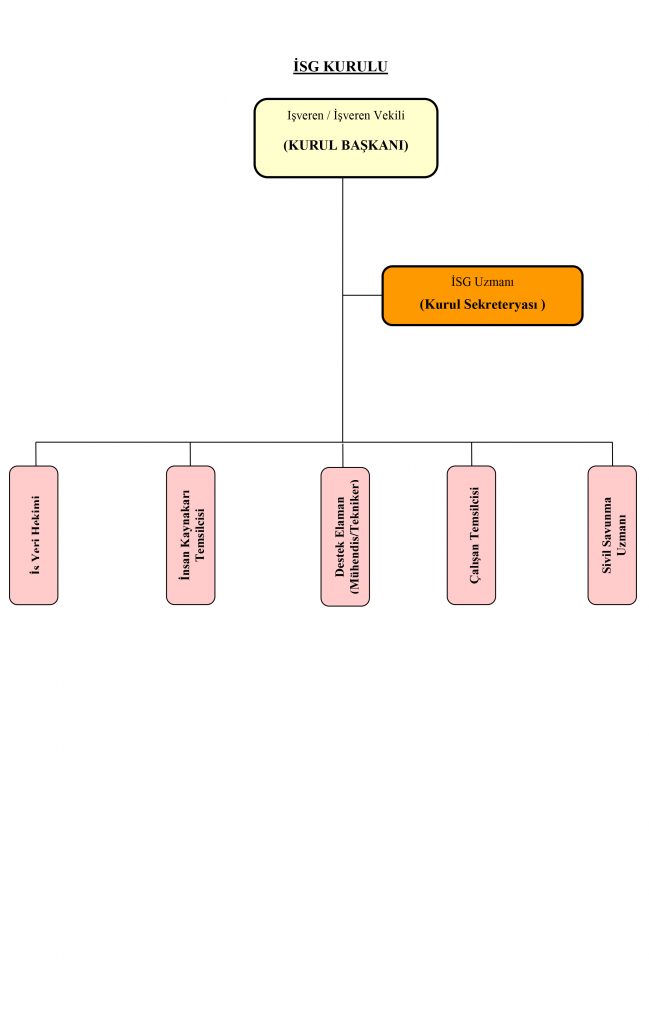 İSG KURULU
Işveren / İşveren Vekili
(KURUL BAŞKANI)
İSG Uzmanı
(Kurul Sekreteryası )
İş Yeri Hekimi
İnsan Kaynakarı
Temsilcisi
Destek Elaman
(Mühendis/Tekniker)
Çalışan Temsilcisi
Sivil Savunma
Uzmanı